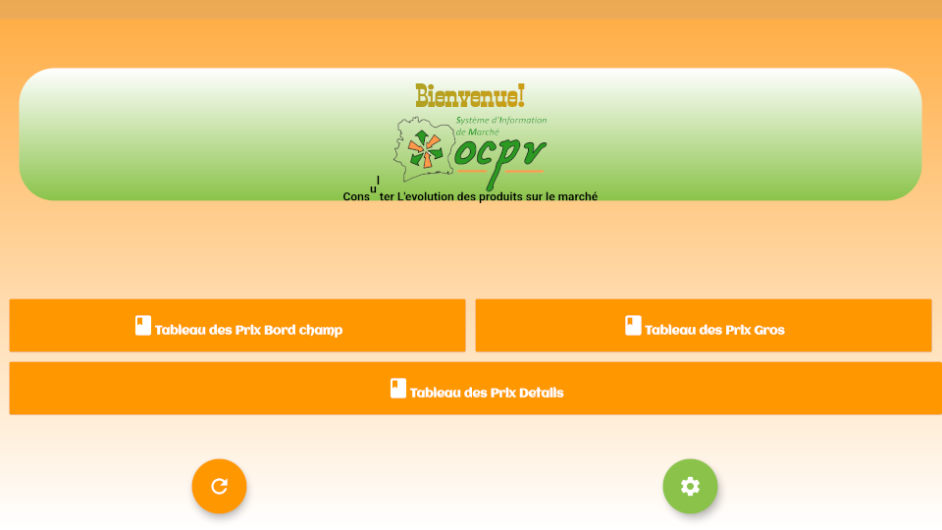 Bienvenue!
Système d'Information
de Marché
ocpv
Consulter L'evolution des produits sur le marché
Tableau des Prix Bord champ
Tableau des Prix Gros
Tableau des Prix Details